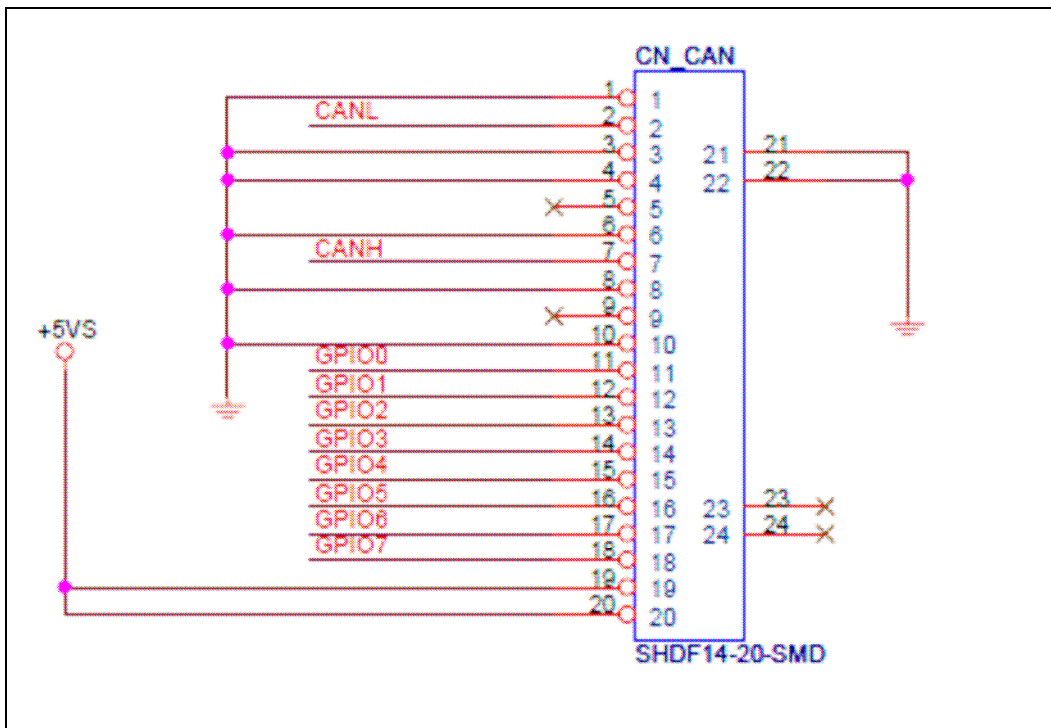 CN_CAN
1 1
CANL 2 2
3 3 21 21
4 4 22 22
5 5
6 6
CANH 7 7
8 8
9 9
+5VS
10 10
GPIO0 11 11
GPIO1 12 12
GPIO2 13 13
GPIO3 14 14
GPIO4 15 15
GPIO5 16 16 23 23
GPIO6 17 17 24 24
GPIO7 18 18
19 19
20 20
SHDF14-20-SMD